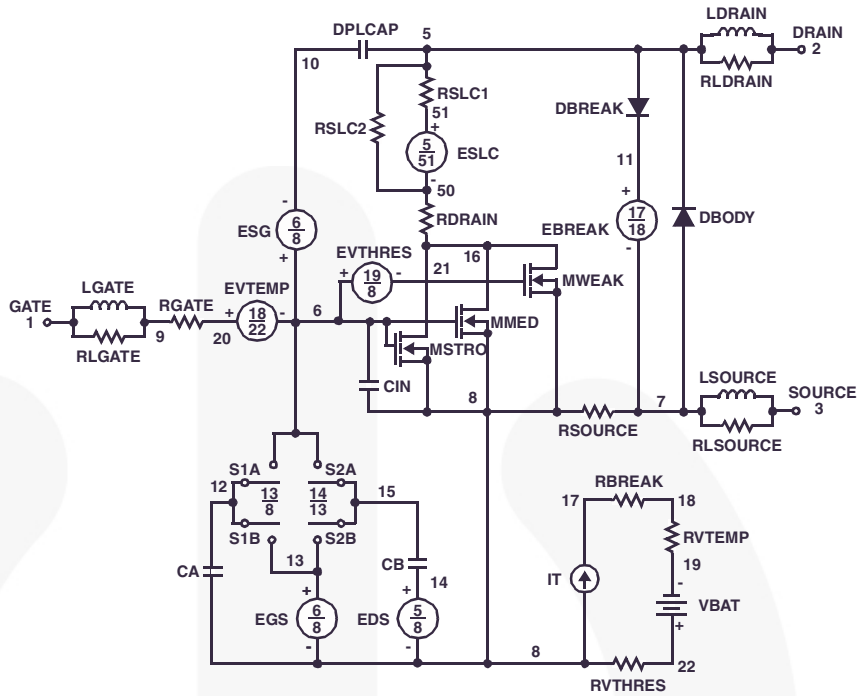 LDRAIN
DPLCAP 5 DRAIN
10 2
RLDRAIN
RSLC1
DBREAK
RSLC2 51
+
5
51 ESLC
11
-
50
- +
RDRAIN 17
18 DBODY
6
8 ESG EBREAK
EVTHRES 16 -
+ + 19
8 - 21 MWEAK
LGATE EVTEMP
GATE RGATE + 18
22 - 6 MMED
1
9 20 MSTRO
RLGATE
LSOURCE
CIN 8 7 SOURCE
3
RSOURCE
RLSOURCE
S1A S2A RBREAK
12 13
8 14
13 15 17 18
S1B S2B RVTEMP
13 CB 19
CA 14 IT -
+ + VBAT
EGS 6
8 EDS 5
8 +
- - 8 22
RVTHRES